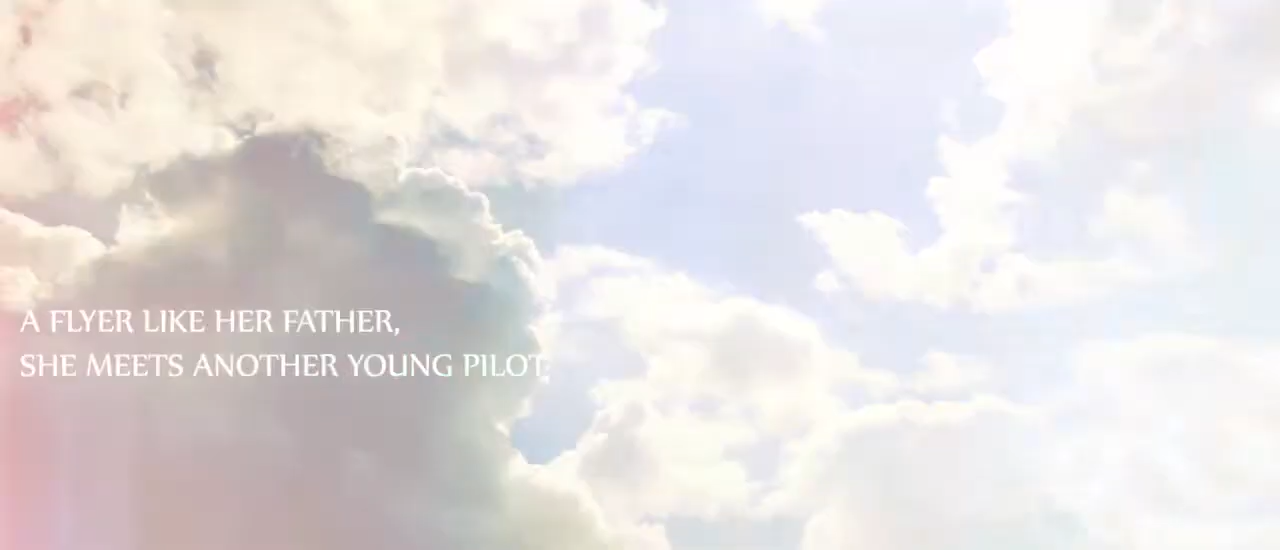 A FLYER LIKE HER FATHER,
SHE MEETS ANOTHER YOUNG PILOT.